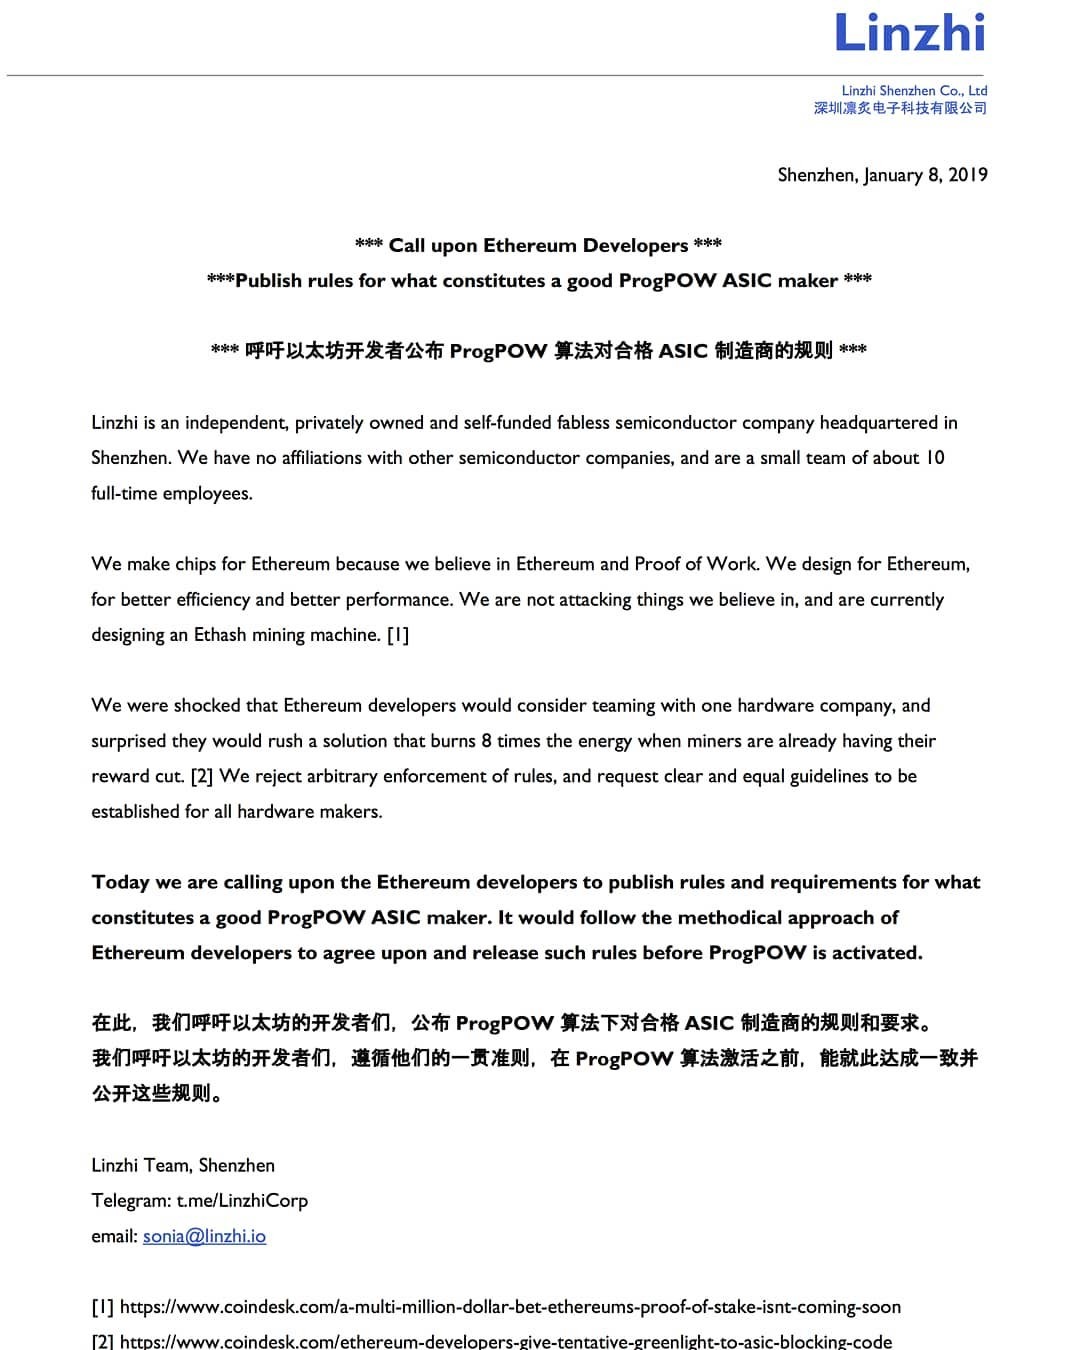 Linzhi
Linzhi Shenzhen Co., Ltd
深圳凛炙电子科技有限公司
Shenzhen, January 8, 2019
*** Call upon Ethereum Developers ***
***Publish rules for what constitutes a good ProgPOW ASIC maker ***
*** 呼吁以太坊开发者公布 ProgPOW 算法对合格 ASIC 制造商的规则 ***
Linzhi is an independent, privately owned and self-funded fabless semiconductor company headquartered in
Shenzhen. We have no affiliations with other semiconductor companies, and are a small team of about 10
full-time employees.
We make chips for Ethereum because we believe in Ethereum and Proof of Work. We design for Ethereum,
for better efficiency and better performance. We are not attacking things we believe in, and are currently
designing an Ethash mining machine. [1]
We were shocked that Ethereum developers would consider teaming with one hardware company, and
surprised they would rush a solution that burns 8 times the energy when miners are already having their
reward cut. [2] We reject arbitrary enforcement of rules, and request clear and equal guidelines to be
established for all hardware makers.
Today we are calling upon the Ethereum developers to publish rules and requirements for what
constitutes a good ProgPOW ASIC maker. It would follow the methodical approach of
Ethereum developers to agree upon and release such rules before ProgPOW is activated.
在此，我们呼吁以太坊的开发者们，公布 ProgPOW 算法下对合格 ASIC 制造商的规则和要求。
我们呼吁以太坊的开发者们，遵循他们的一贯准则，在 ProgPOW 算法激活之前，能就此达成一致并
公开这些规则。
Linzhi Team, Shenzhen
Telegram: t.me/LinzhiCorp
email: sonia@linzhi.io
[1] https://www.coindesk.com/a-multi-million-dollar-bet-ethereums-proof-of-stake-isnt-coming-soon
[2] https://www.coindesk.com/ethereum-developers-give-tentative-greenlight-to-asic-blocking-code